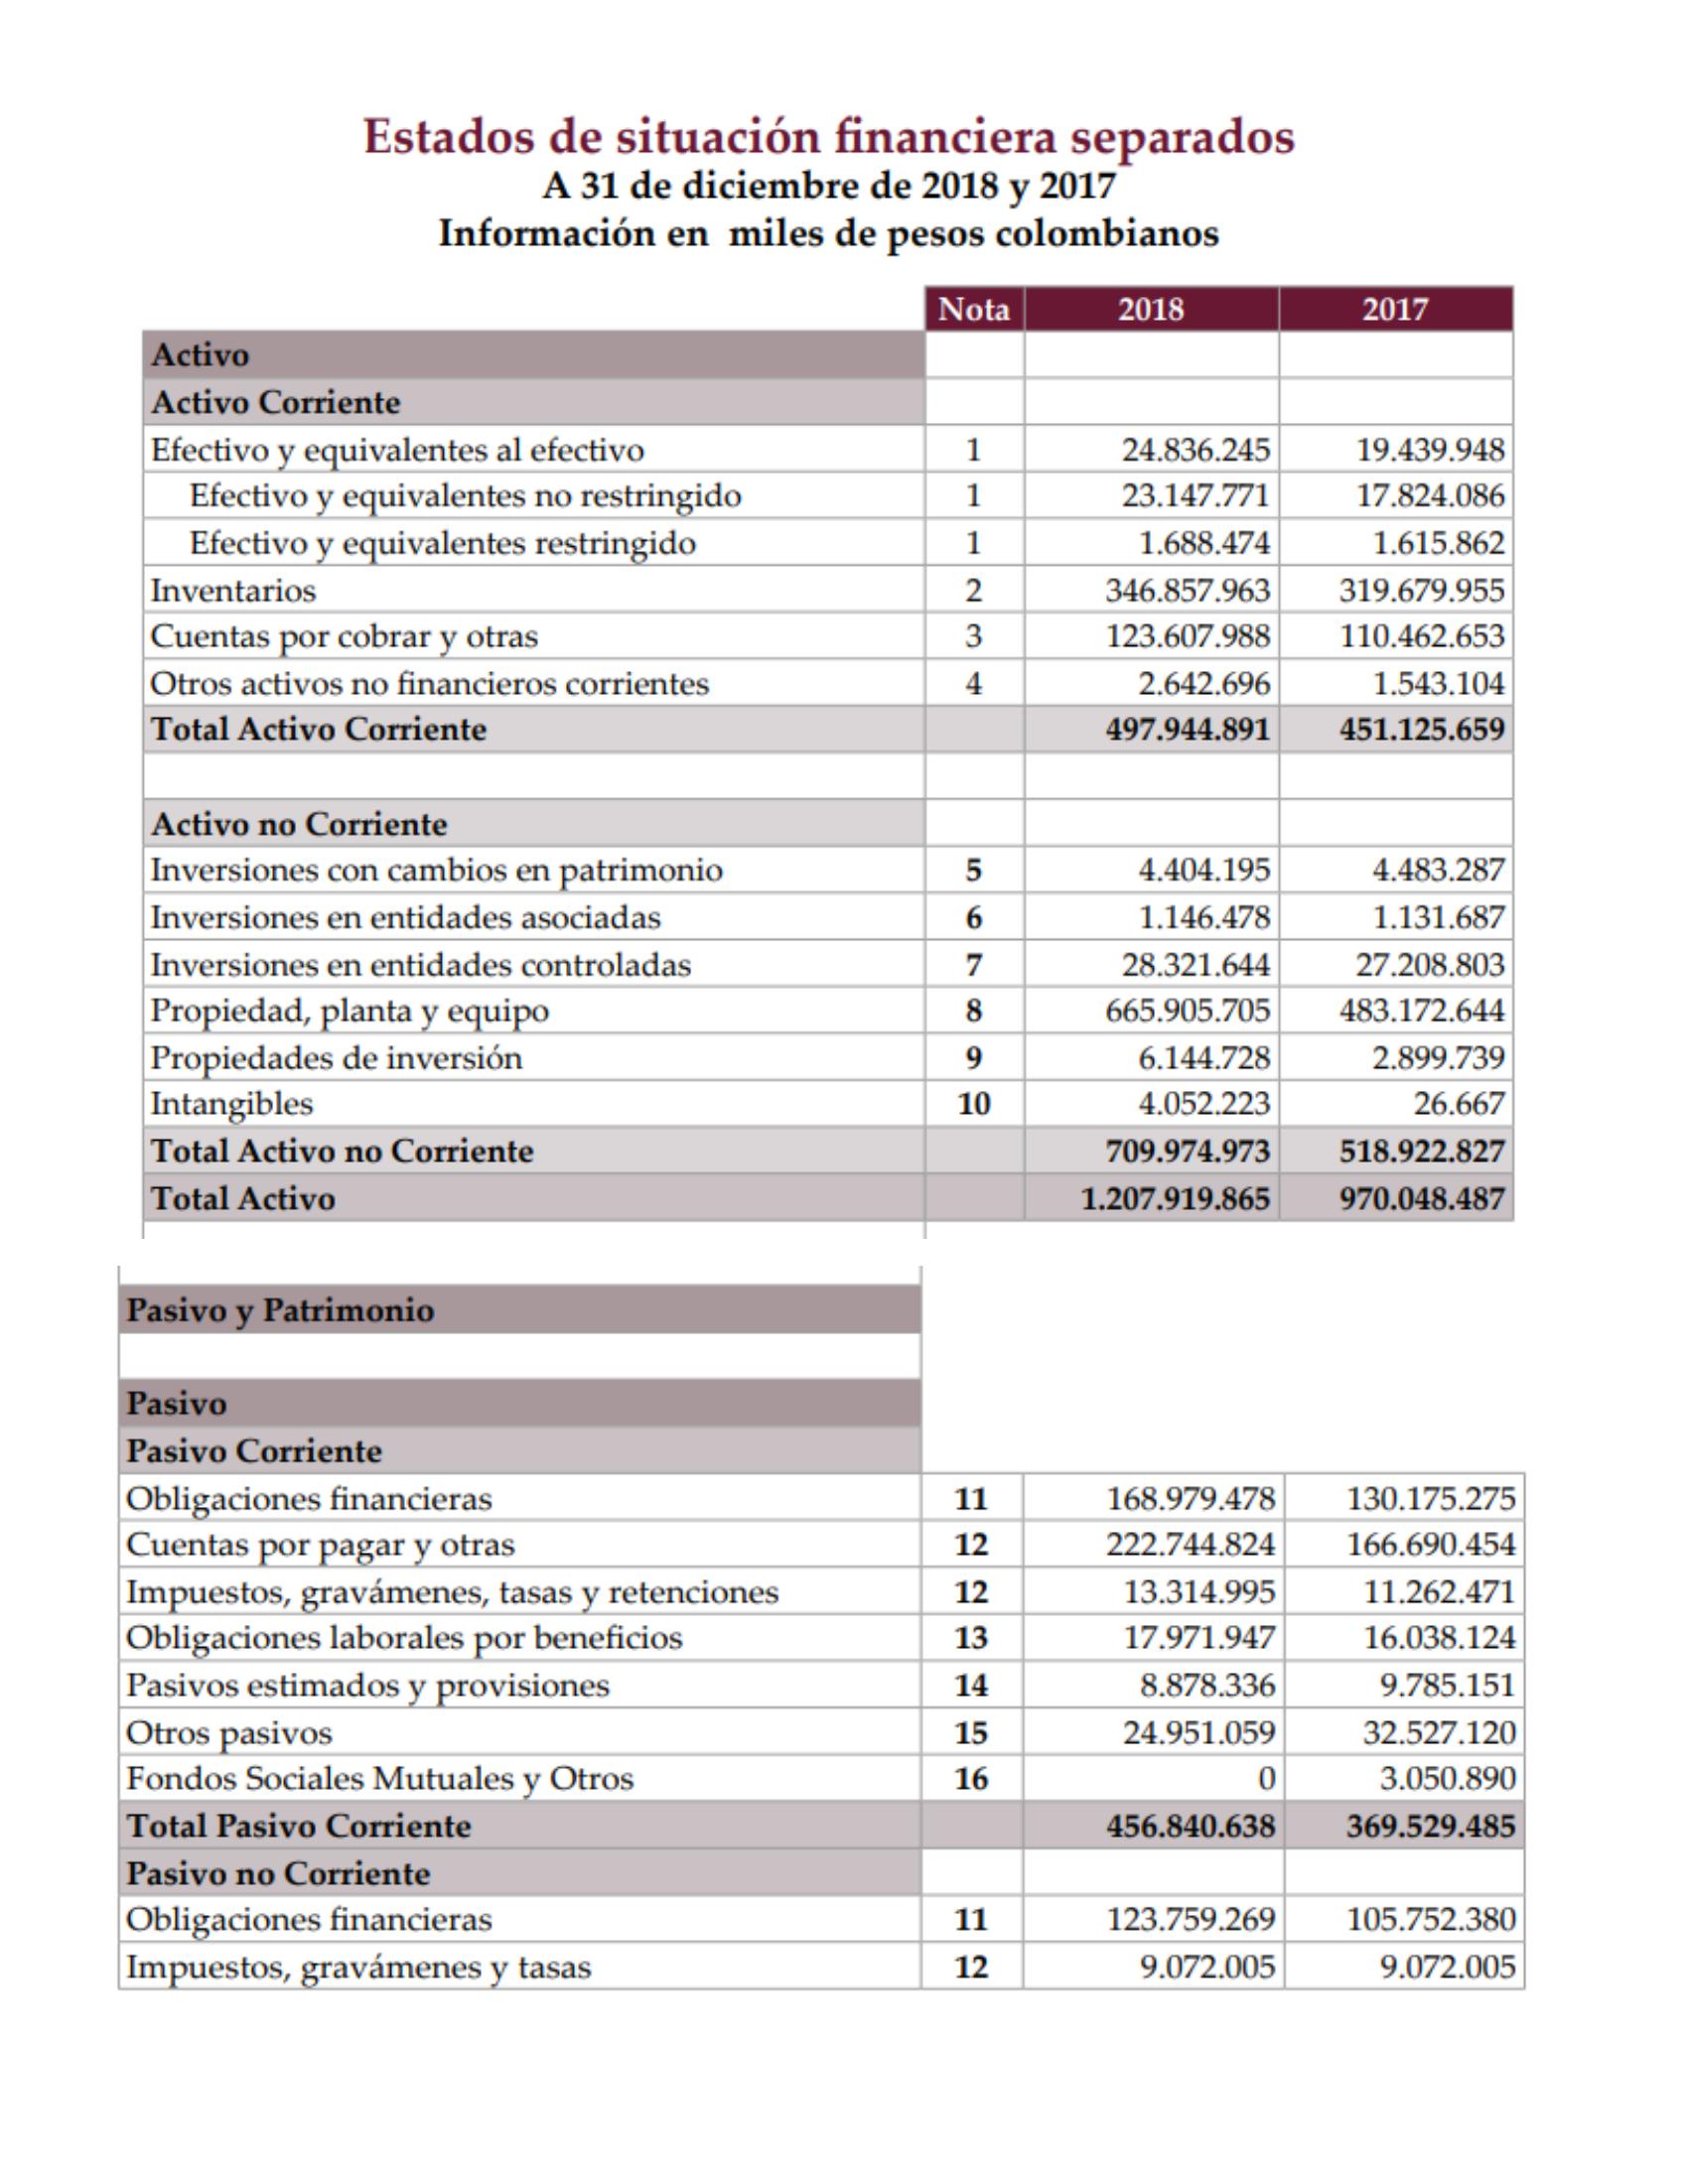 Estados de situación financiera separados
A 31 de diciembre de 2018 y 2017
Información en miles de pesos colombianos
Nota 2018 2017
Activo
Activo Corriente
Efectivo y equivalentes al efectivo 1 24.836.245 19.439.948
Efectivo y equivalentes no restringido 1 23.147.771 17.824.086
Efectivo y equivalentes restringido 1 1.688.474 1.615.862
Inventarios 2 346.857.963 319.679.955
Cuentas por cobrar y otras 3 123.607.988 110.462.653
Otros activos no financieros corrientes 4 2.642.696 1.543.104
Total Activo Corriente 497.944.891 451.125.659
Activo no Corriente
Inversiones con cambios en patrimonio 5 4.404.195 4.483.287
Inversiones en entidades asociadas 6 1.146.478 1.131.687
Inversiones en entidades controladas 7 28.321.644 27.208.803
Propiedad, planta y equipo 8 665.905.705 483.172.644
Propiedades de inversión 9 6.144.728 2.899.739
Intangibles 10 4.052.223 26.667
Total Activo no Corriente 709.974.973 518.922.827
Total Activo 1.207.919.865 970.048.487
Pasivo y Patrimonio
Pasivo
Pasivo Corriente
Obligaciones financieras 11 168.979.478 130.175.275
Cuentas por pagar y otras 12 222.744.824 166.690.454
Impuestos, gravámenes, tasas y retenciones 12 13.314.995 11.262.471
Obligaciones laborales por beneficios 13 17.971.947 16.038.124
Pasivos estimados y provisiones 14 8.878.336 9.785.151
Otros pasivos 15 24.951.059 32.527.120
Fondos Sociales Mutuales y Otros 16 0 3.050.890
Total Pasivo Corriente 456.840.638 369.529.485
Pasivo no Corriente
Obligaciones financieras 11 123.759.269 105.752.380
Impuestos, gravámenes y tasas 12 9.072.005 9.072.005